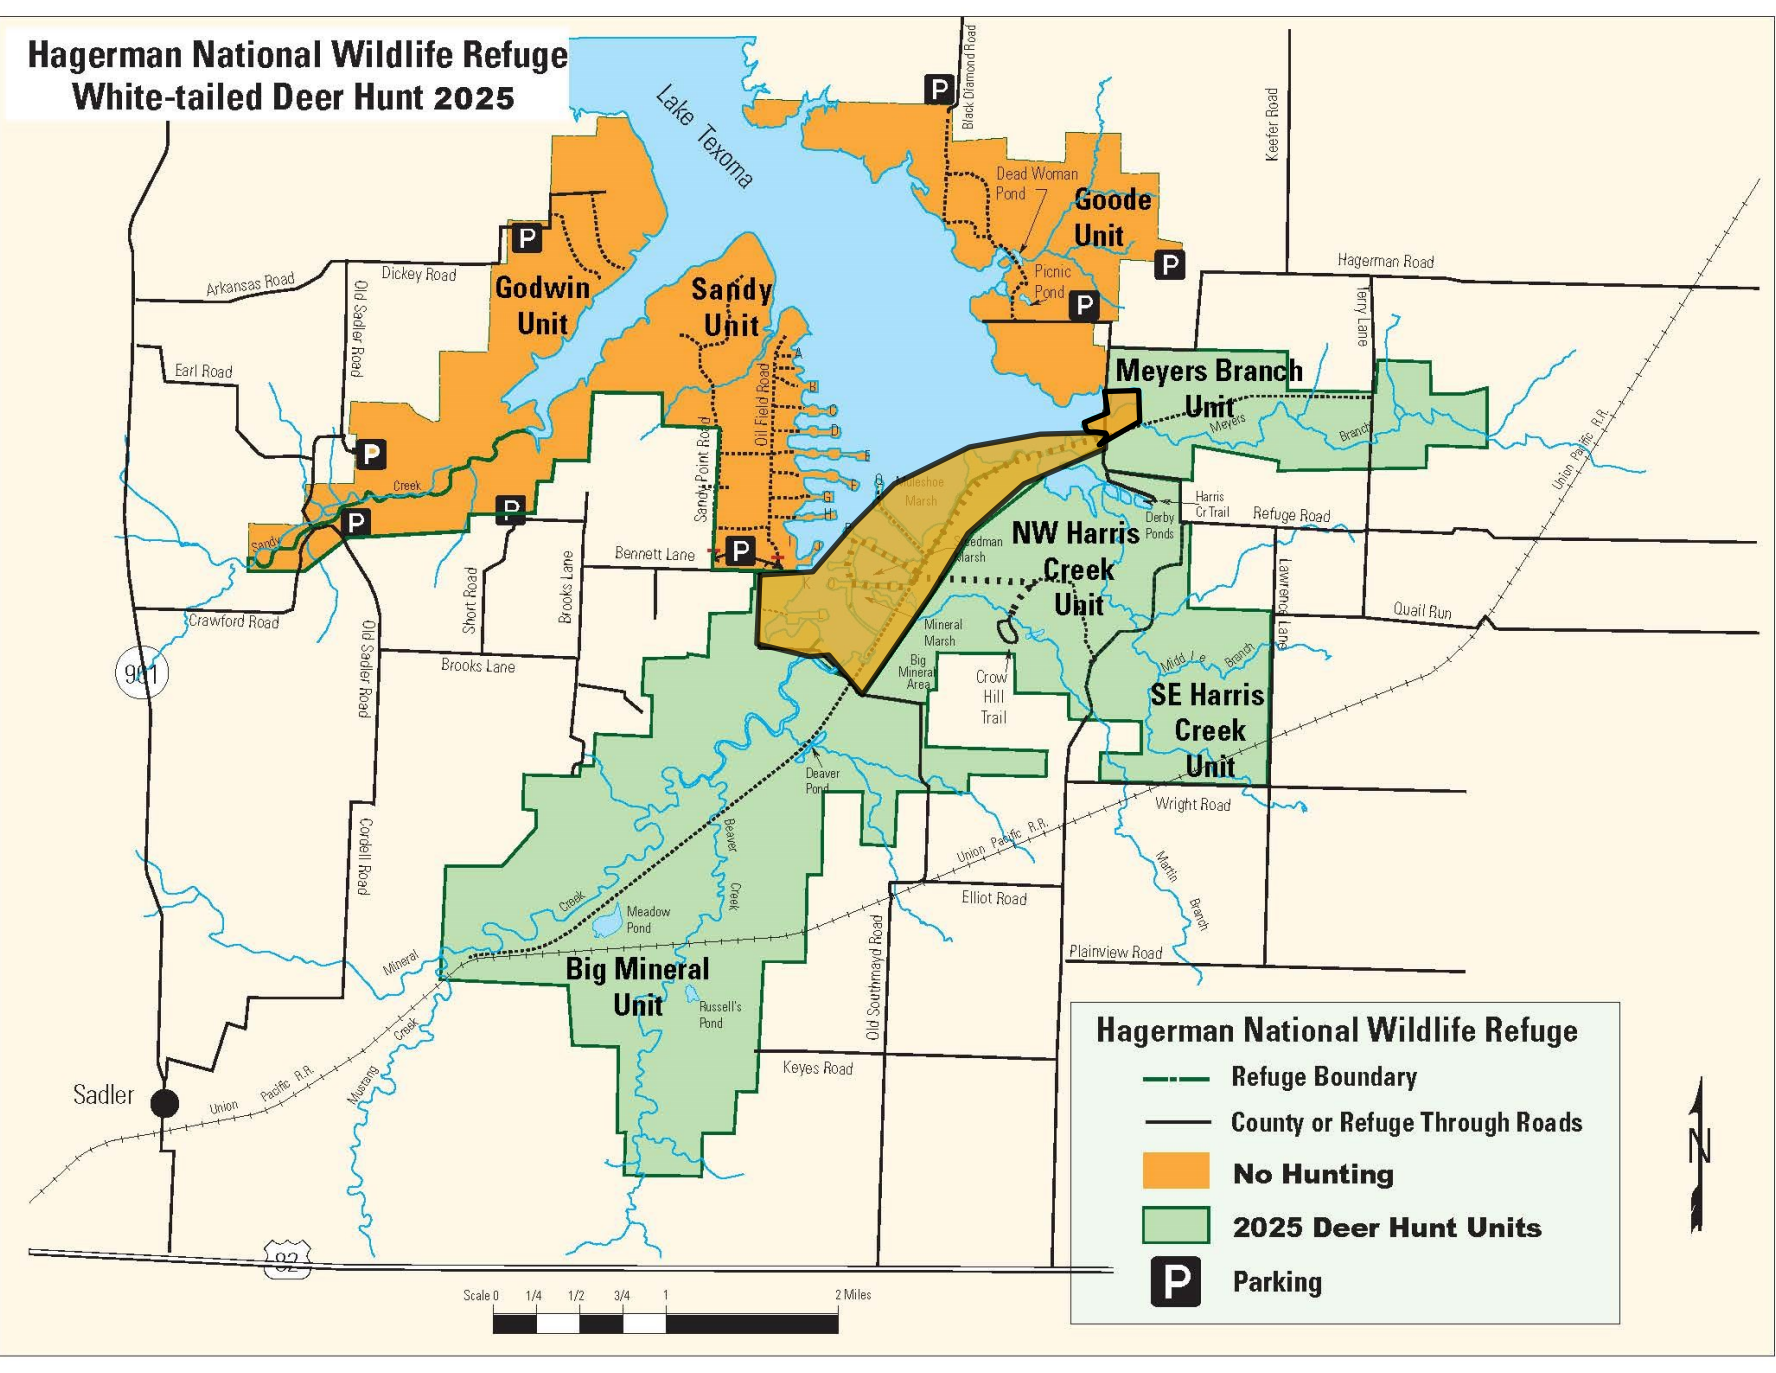 Hagerman National Wildlife Refuge
White-tailed Deer Hunt 2025
Lake Texoma
P
Black Diamond Road
Keefer Road
Dead Woman
Pond
Goode
Unit
P
Picnic
Pond
P
Hagerman Road
Terry Lane
P
Dickey Road
Arkansas Road
Old Sadler Road
Godwin
Unit
Sandy
Unit
Earl Road
Oil Field Road
Sandy Point Road
A
B
C
D
E
F
G
H
J
K
Meyers Branch
Unit
Meyers
Branch
Union Pacific R.R.
P
Creek
P
P
Sandy
P
Bennett Lane
Muleshoe
Marsh
Marsh
NW Harris
Creek
Unit
Derby
Ponds
Harris
Cr Trail
Refuge Road
Lawrence Lane
Quail Run
Crawford Road
Short Road
Brooks Lane
Brooks Lane
Old Sadler Road
Mineral
Marsh
Big
Mineral
Area
Crow
Hill
Trail
Middle Branch
SE Harris
Creek
Unit
Wright Road
Deaver
Pond
Beaver
Creek
Union Pacific R.R.
Elliot Road
Martin
Branch
Cordell Road
Creek
Meadow
Pond
Mineral
Creek
Big Mineral
Unit
Russell's
Pond
Old Southmayd Road
Plainview Road
Keyes Road
Sadler
Union Pacific R.R.
Mustang
82
Scale 0 1/4 1/2 3/4 1 2 Miles
Hagerman National Wildlife Refuge
Refuge Boundary
County or Refuge Through Roads
No Hunting
2025 Deer Hunt Units
P Parking
N